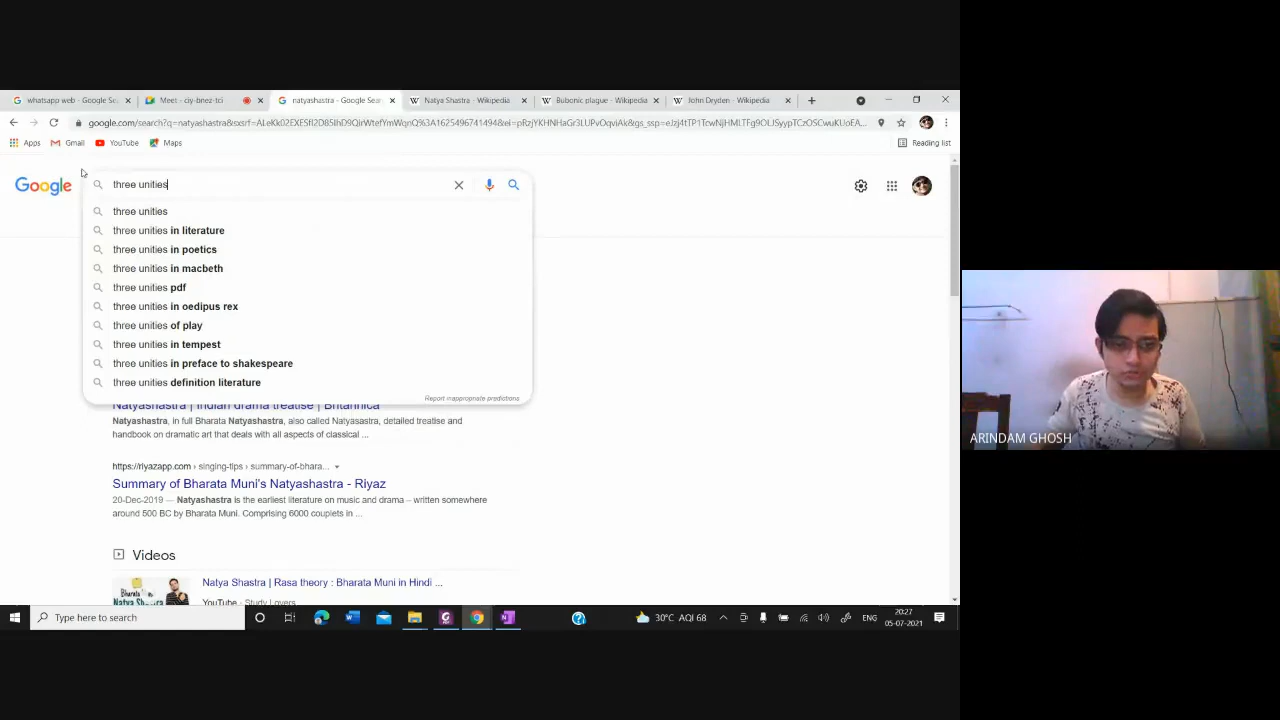 whatsapp web - Google Se
Meet - ciy-bnez-tci
natyashastra - Google Sear
Natya Shastra - Wikipedia
Bubonic plague - Wikipedia
John Dryden - Wikipedia
Apps
Gmail
YouTube
Maps
Reading list
Google
three unities
three unities
three unities in literature
three unities in poetics
three unities in macbeth
three unities pdf
three unities in oedipus rex
three unities of play
three unities in tempest
three unities in preface to shakespeare
three unities definition literature
Report inappropriate predictions
Natyashastra | Indian drama treatise | Britannica
Natyashastra, in full Bharata Natyashastra, also called Natyasastra, detailed treatise and
handbook on dramatic art that deals with all aspects of classical ...
https://riyazapp.com › singing-tips › summary-of-bhara...
Summary of Bharata Muni's Natyashastra - Riyaz
20-Dec-2019 — Natyashastra is the earliest literature on music and drama – written somewhere
around 500 BC by Bharata Muni. Comprising 6000 couplets in ...
Videos
Natya Shastra | Rasa theory : Bharata Muni in Hindi ...
YouTube · Study Lovers
ARINDAM GHOSH
Type here to search
30°C AQI 68
ENG
20:27
05-07-2021